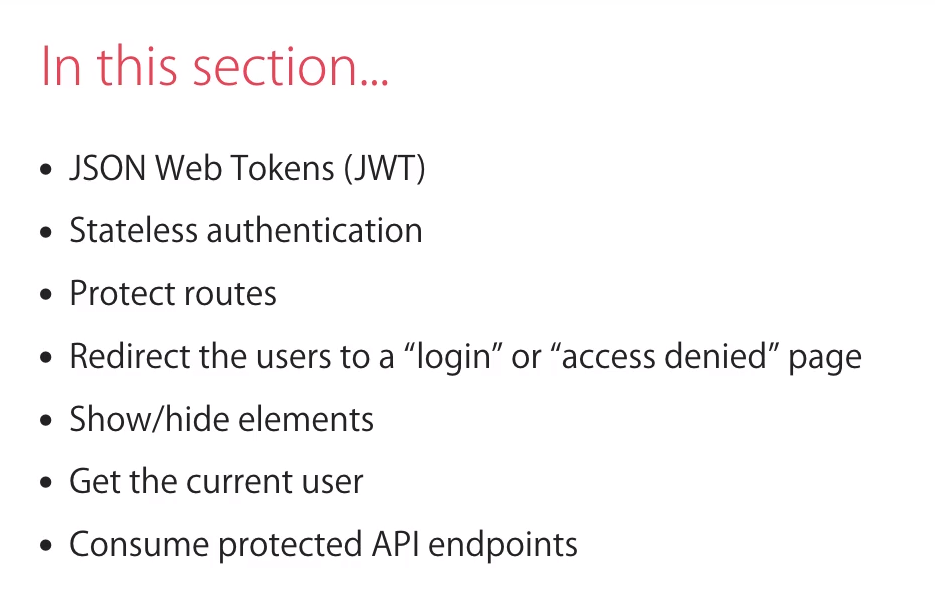 In this section...
• JSON Web Tokens (JWT)
• Stateless authentication
• Protect routes
• Redirect the users to a “login” or “access denied” page
• Show/hide elements
• Get the current user
• Consume protected API endpoints